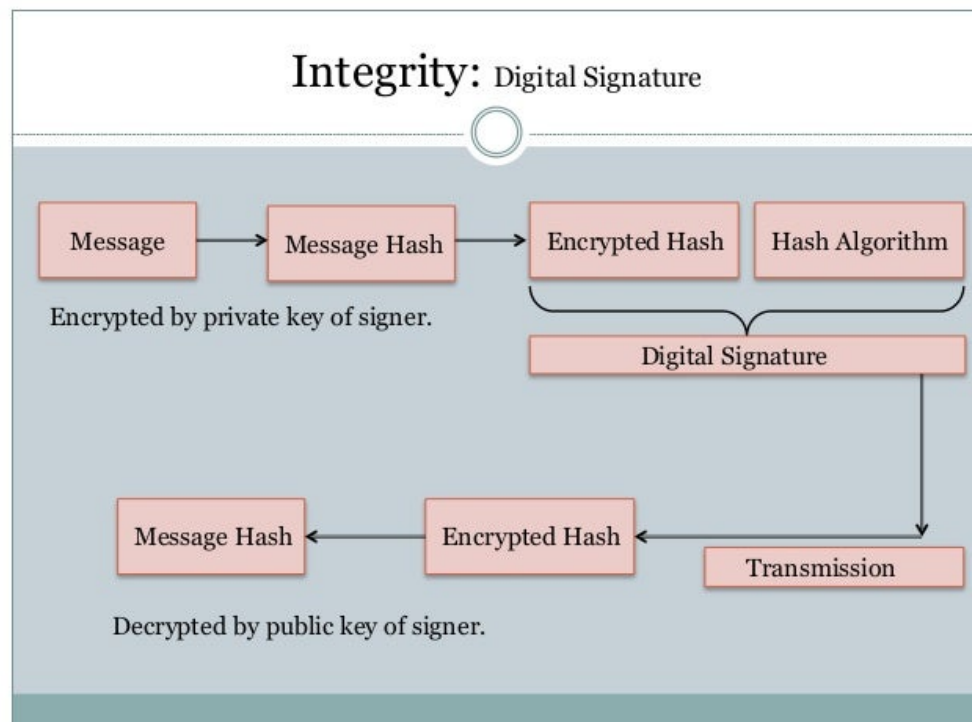 Integrity: Digital Signature
Message
Message Hash
Encrypted Hash
Hash Algorithm
Encrypted by private key of signer.
Digital Signature
Message Hash
Encrypted Hash
Transmission
Decrypted by public key of signer.